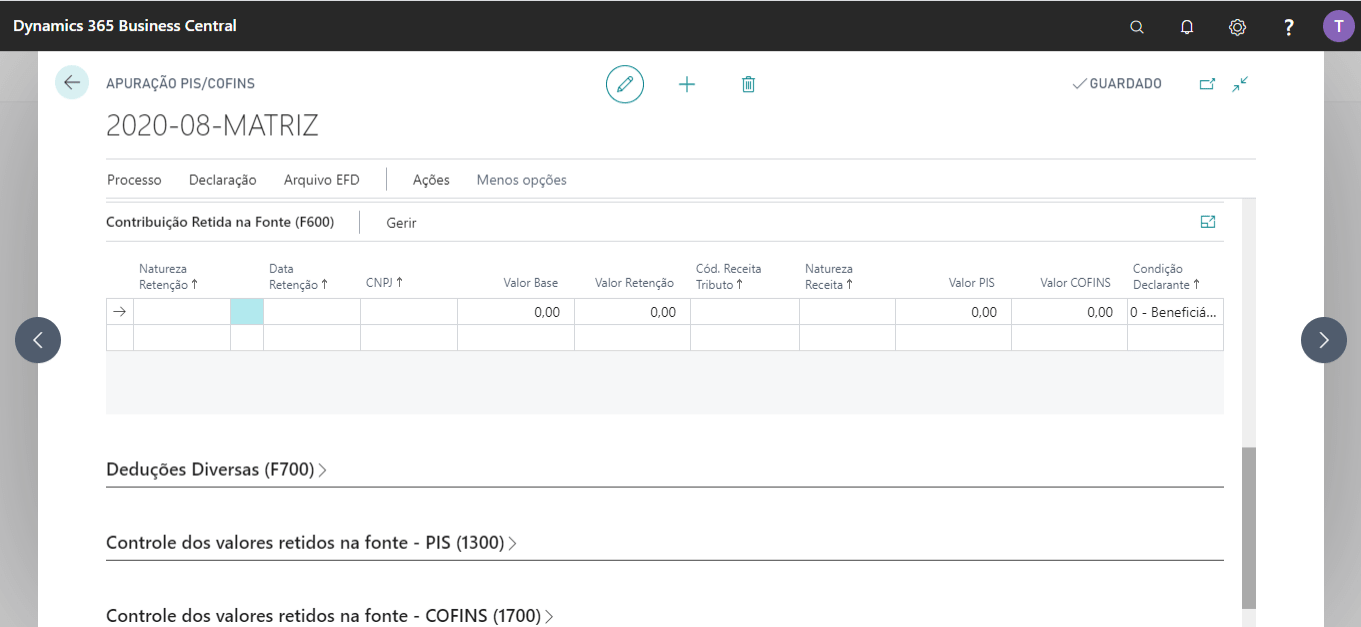 Dynamics 365 Business Central
?
T
APURAÇÃO PIS/COFINS
GUARDADO
2020-08-MATRIZ
Processo Declaração Arquivo EFD Ações Menos opções
Contribuição Retida na Fonte (F600) Gerir
Natureza Retenção ↑ Data Retenção ↑ CNPJ ↑ Valor Base Valor Retenção Cód. Receita Tributo ↑ Natureza Receita ↑ Valor PIS Valor COFINS Condição Declarante ↑
0,00 0,00 0,00 0,00 0 - Beneficiá...
Deduções Diversas (F700)
Controle dos valores retidos na fonte - PIS (1300)
Controle dos valores retidos na fonte - COFINS (1700)